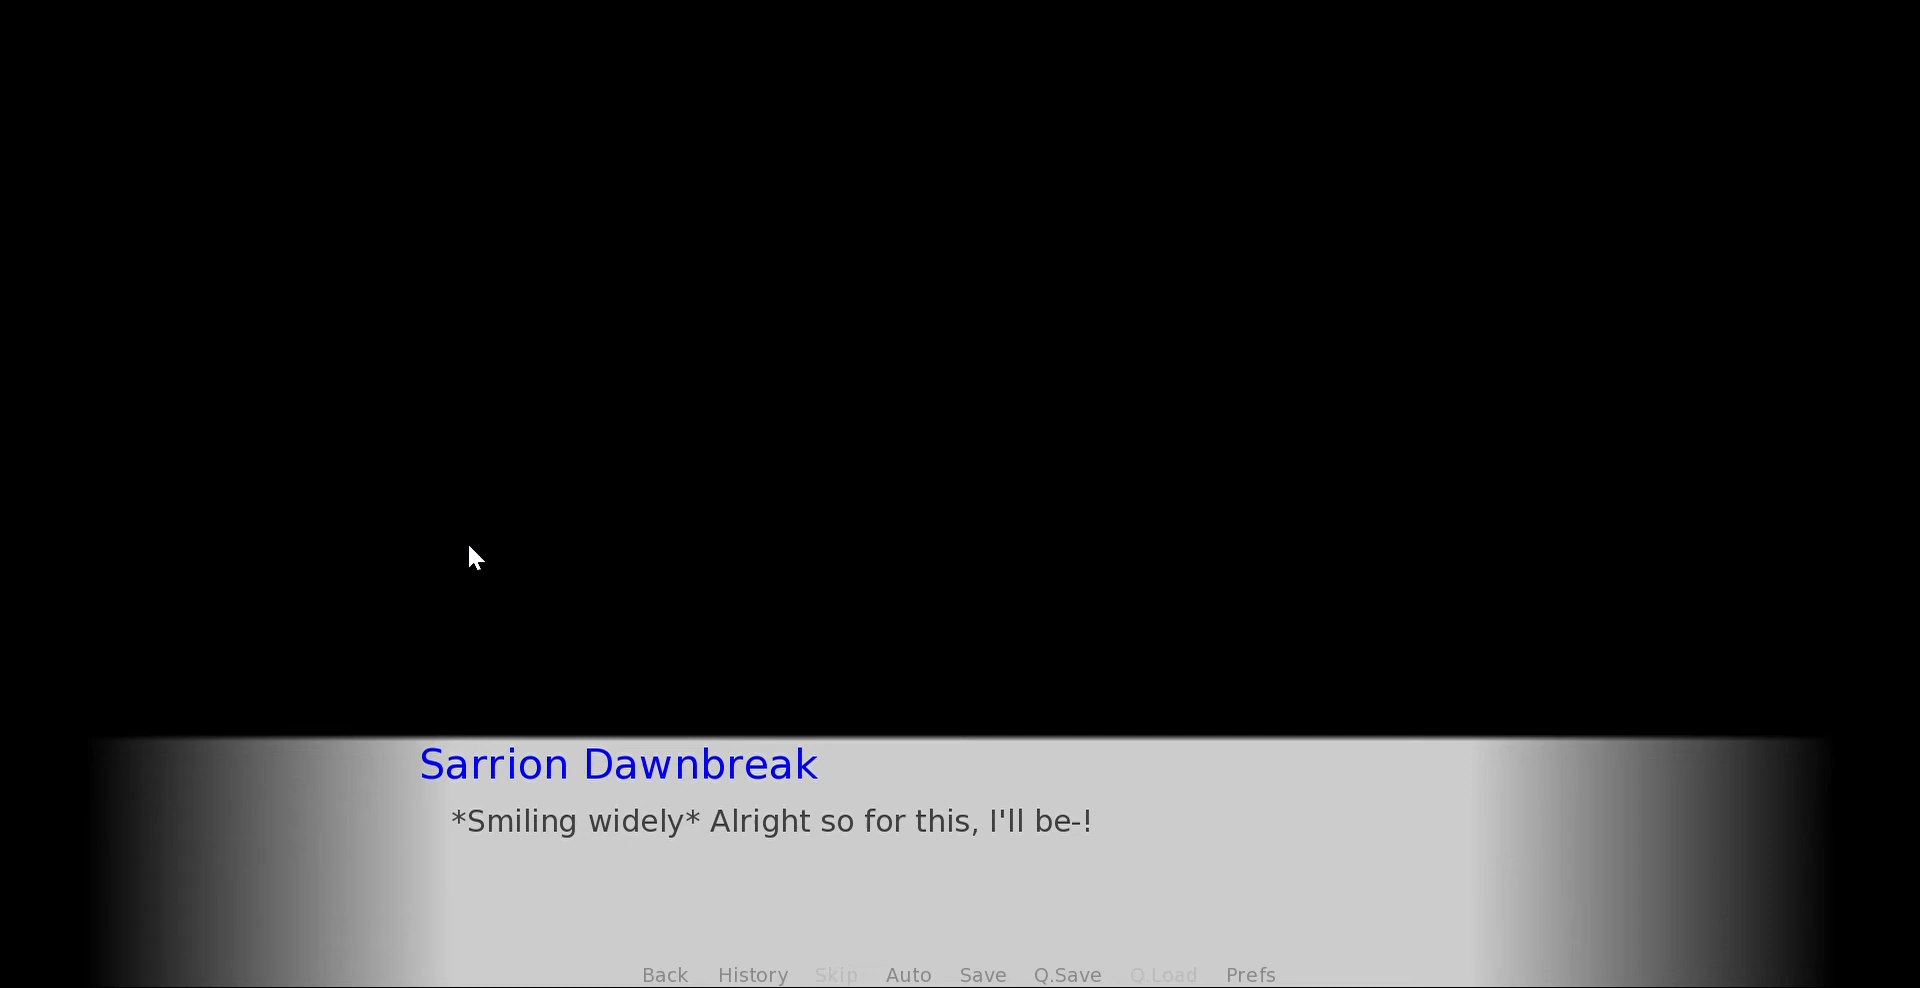 Sarrion Dawnbreak
*Smiling widely* Alright so for this, I'll be-!
Back History Skip Auto Save Q.Save Q.Load Prefs